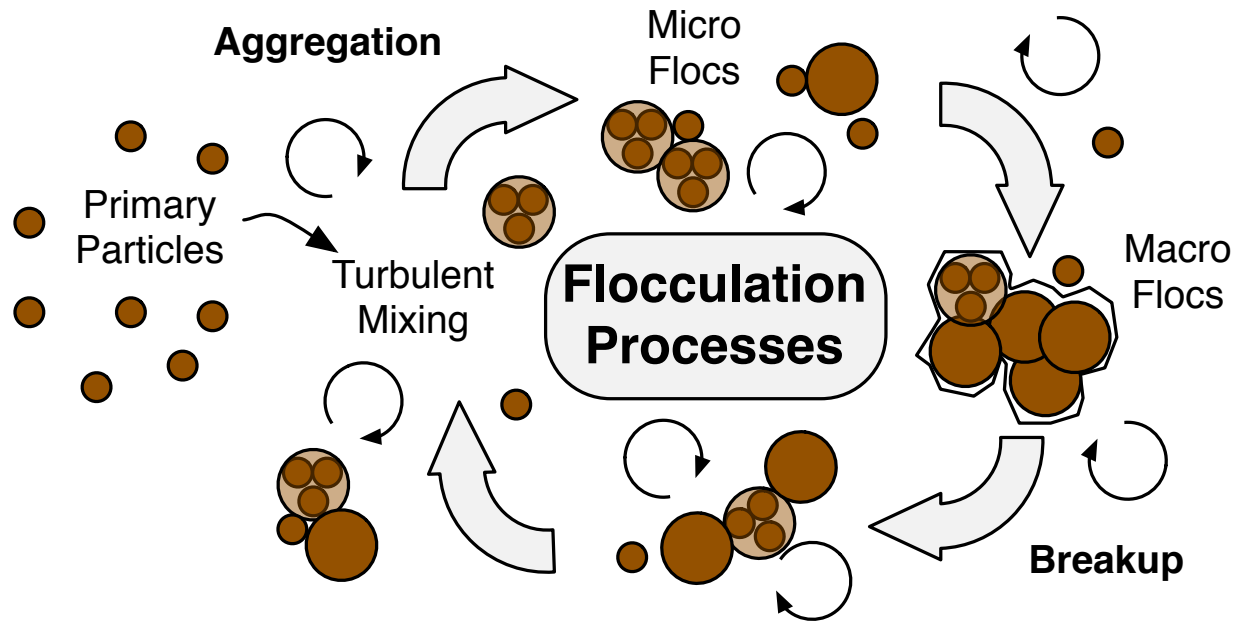 Aggregation
Micro
Flocs
Primary
Particles
Turbulent
Mixing
Flocculation
Processes
Macro
Flocs
Breakup